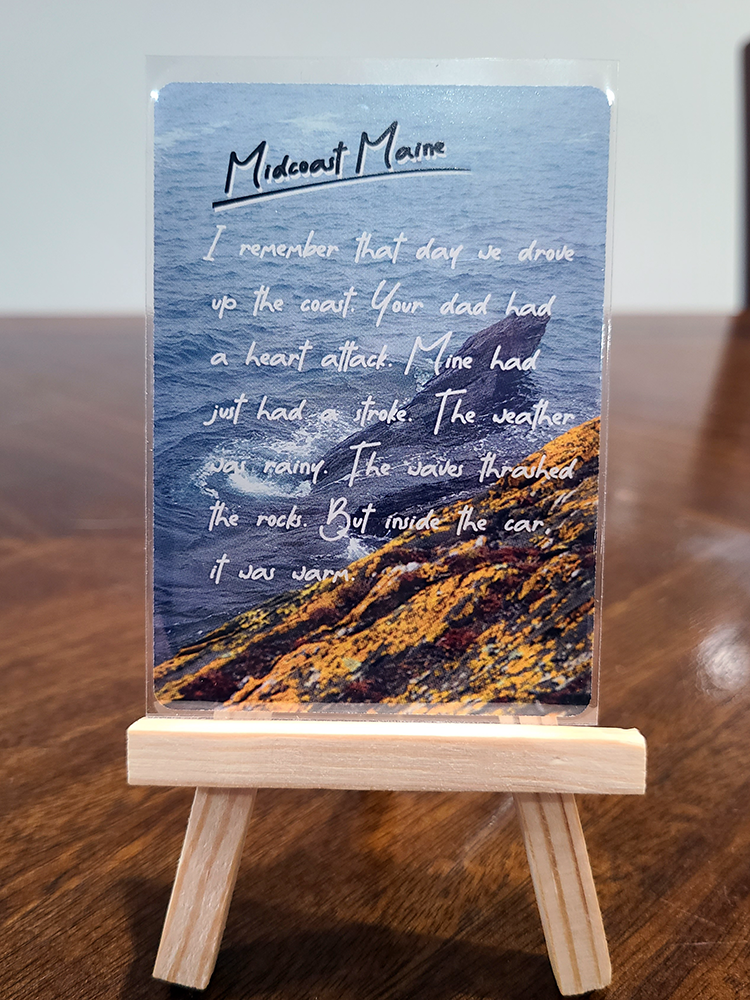 Midcoast Maine
I remember that day we drove
up the coast. Your dad had
a heart attack. Mine had
just had a stroke. The weather
was rainy. The waves thrashed
the rocks. But inside the car,
it was warm.